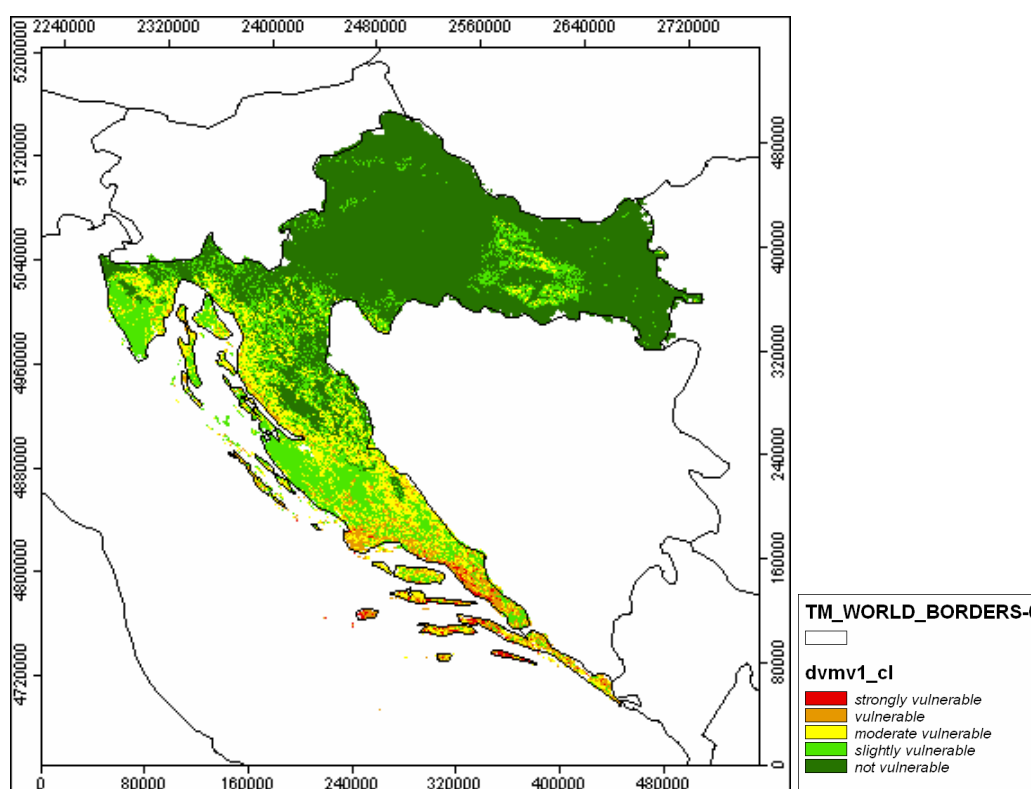 2240000 2320000 2400000 2480000 2560000 2640000 2720000
5200000
5120000
5040000
4960000
4880000
4800000
4720000
480000
400000
320000
240000
160000
80000
0
0 80000 160000 240000 320000 400000 480000
TM_WORLD_BORDERS-
dvmv1_cl
strongly vulnerable
vulnerable
moderate vulnerable
slightly vulnerable
not vulnerable